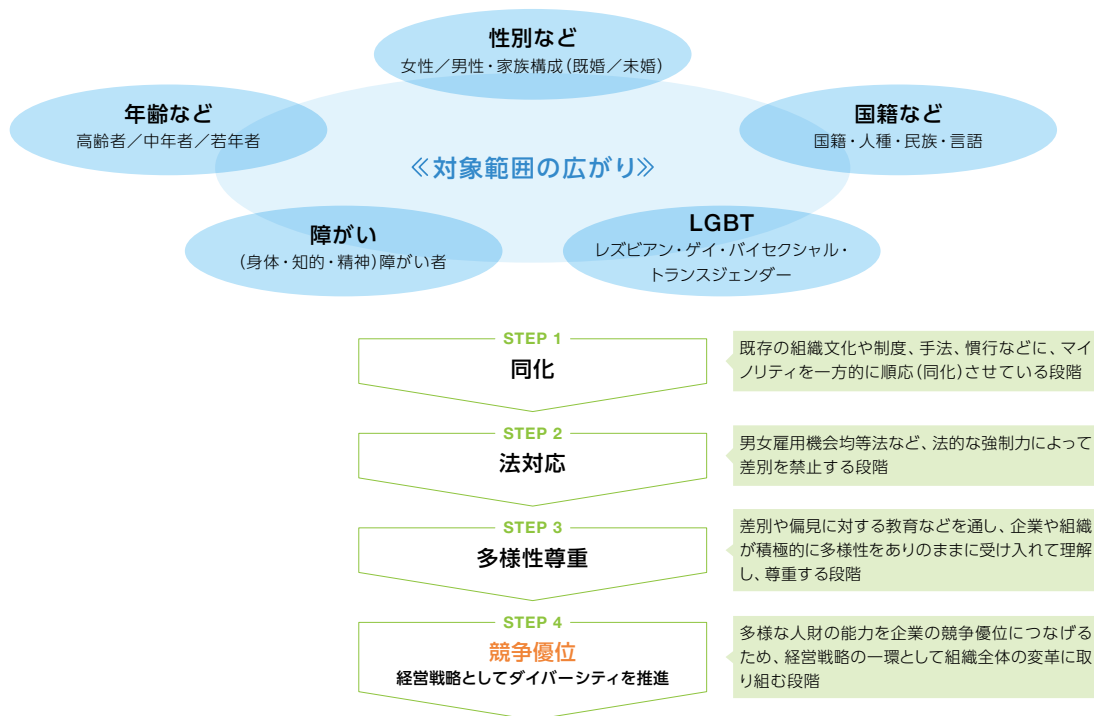 性別など
女性／男性・家族構成（既婚／未婚）
年齢など
高齢者／中年者／若年者
国籍など
国籍・人種・民族・言語
≪対象範囲の広がり≫
障がい
（身体・知的・精神）障がい者
LGBT
レズビアン・ゲイ・バイセクシャル・
トランスジェンダー
STEP 1
同化
既存の組織文化や制度、手法、慣行などに、マイ
ノリティを一方的に順応（同化）させている段階
STEP 2
法対応
男女雇用機会均等法など、法的な強制力によって
差別を禁止する段階
STEP 3
多様性尊重
差別や偏見に対する教育などを通し、企業や組織
が積極的に多様性をありのままに受け入れて理解
し、尊重する段階
STEP 4
競争優位
経営戦略としてダイバーシティを推進
多様な人財の能力を企業の競争優位につなげる
ため、経営戦略の一環として組織全体の変革に取
り組む段階